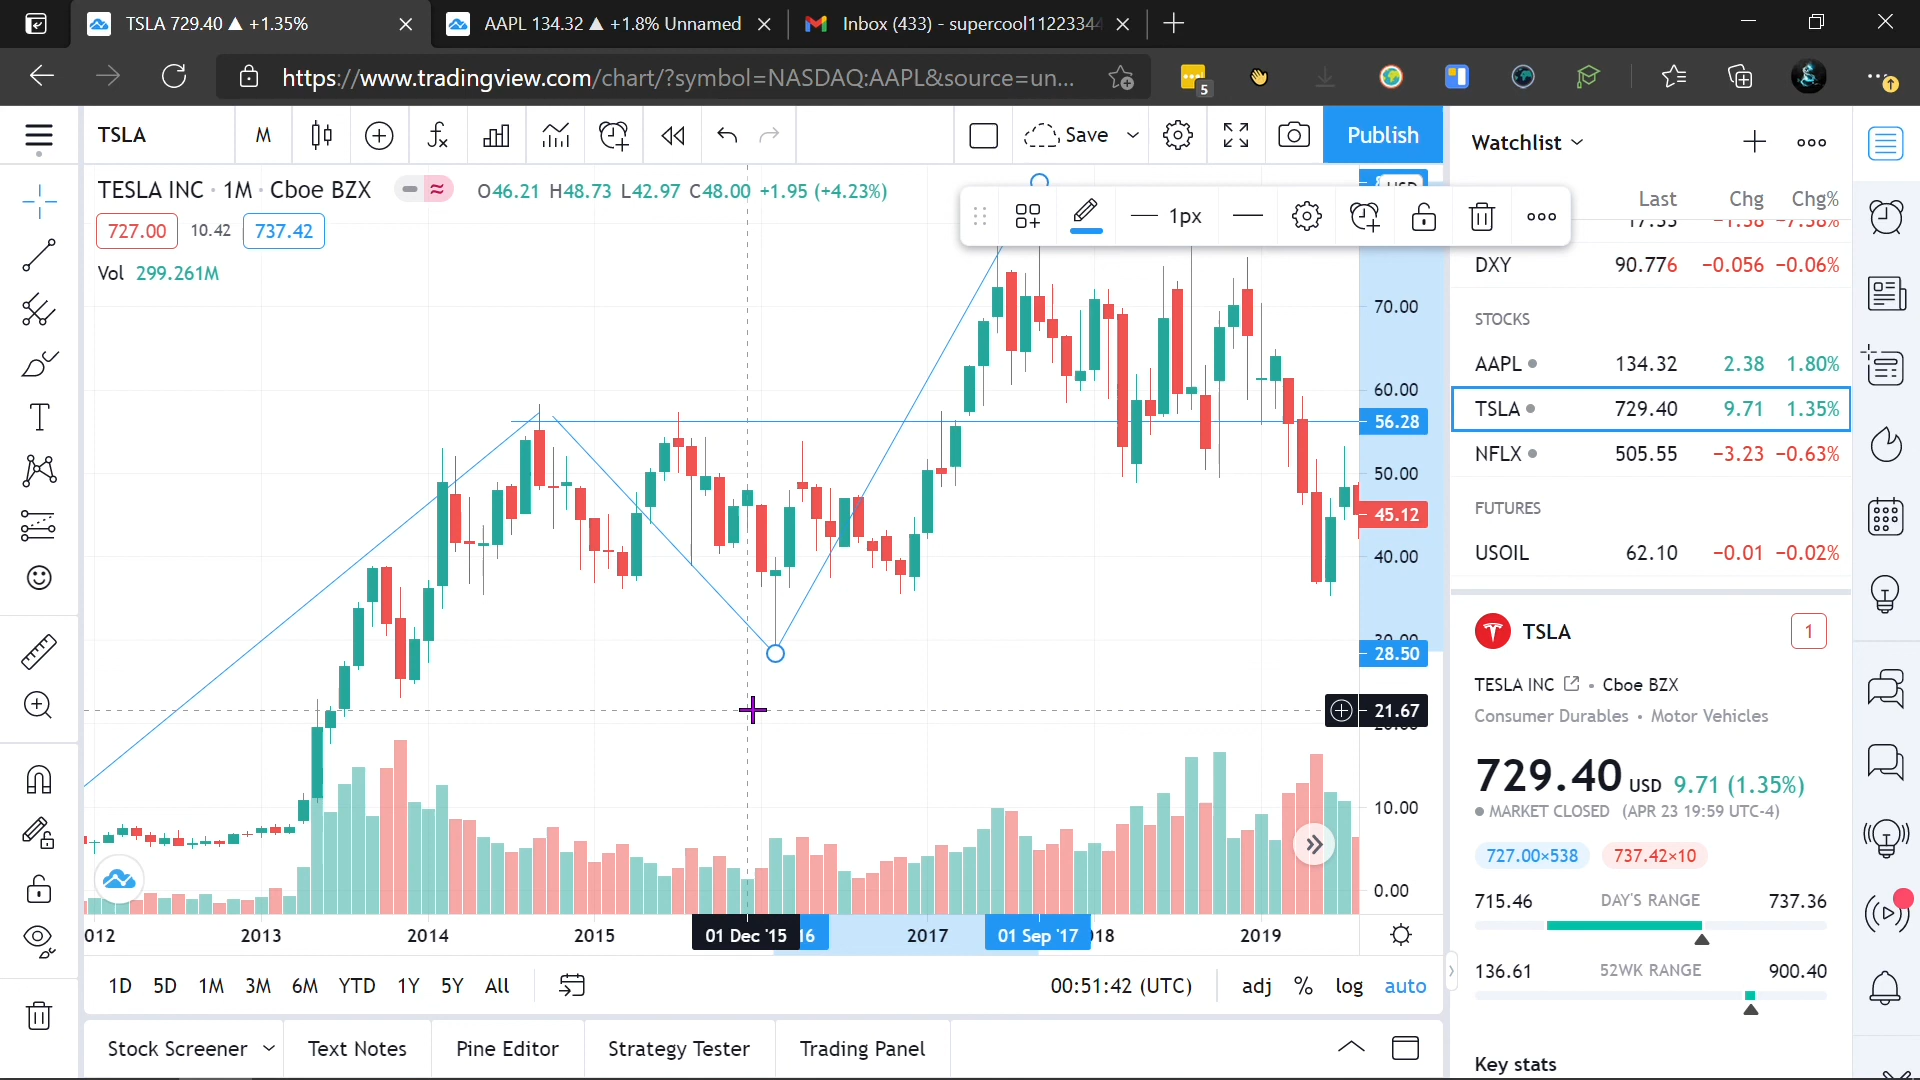 TSLA 729.40 ▲ +1.35%
AAPL 134.32 ▲ +1.8% Unnamed
Inbox (433) - supercool11223344
https://www.tradingview.com/chart/?symbol=NASDAQ:AAPL&source=un...
5
TSLA
M
Save
Publish
TESLA INC · 1M · Cboe BZX
O46.21 H48.73 L42.97 C48.00 +1.95 (+4.23%)
727.00 10.42 737.42
Vol 299.261M
1px
70.00
60.00
56.28
50.00
45.12
40.00
30.00
28.50
21.67
10.00
0.00
012
2013
2014
2015
01 Dec '15
16
2017
01 Sep '17
18
2019
1D 5D 1M 3M 6M YTD 1Y 5Y All
00:51:42 (UTC)
adj % log auto
Stock Screener
Text Notes
Pine Editor
Strategy Tester
Trading Panel
Watchlist
Last Chg Chg%
DXY 90.776 −0.056 −0.06%
STOCKS
AAPL 134.32 2.38 1.80%
TSLA 729.40 9.71 1.35%
NFLX 505.55 −3.23 −0.63%
FUTURES
USOIL 62.10 −0.01 −0.02%
TSLA
1
TESLA INC • Cboe BZX
Consumer Durables • Motor Vehicles
729.40 USD 9.71 (1.35%)
MARKET CLOSED (APR 23 19:59 UTC-4)
727.00×538 737.42×10
715.46 DAY'S RANGE 737.36
136.61 52WK RANGE 900.40
Key stats